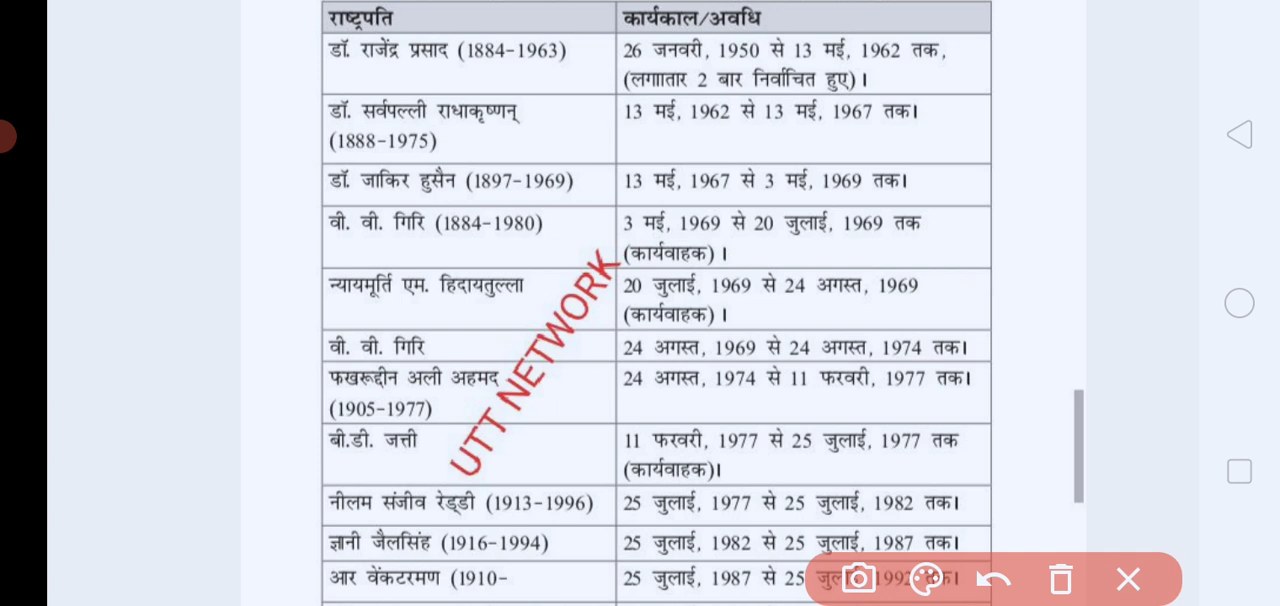 राष्ट्रपति
कार्यकाल/अवधि
डॉ. राजेंद्र प्रसाद (1884-1963)
26 जनवरी, 1950 से 13 मई, 1962 तक,
(लगाातार 2 बार निर्वाचित हुए)।
डॉ. सर्वपल्ली राधाकृष्णन्
(1888-1975)
13 मई, 1962 से 13 मई, 1967 तक।
डॉ. जाकिर हुसैन (1897-1969)
13 मई, 1967 से 3 मई, 1969 तक।
वी. वी. गिरि (1884-1980)
3 मई, 1969 से 20 जुलाई, 1969 तक
(कार्यवाहक)।
न्यायमूर्ति एम. हिदायतुल्ला
20 जुलाई, 1969 से 24 अगस्त, 1969
(कार्यवाहक)।
वी. वी. गिरि
24 अगस्त, 1969 से 24 अगस्त, 1974 तक।
फखरूद्दीन अली अहमद
(1905-1977)
24 अगस्त, 1974 से 11 फरवरी, 1977 तक।
बी.डी. जत्ती
11 फरवरी, 1977 से 25 जुलाई, 1977 तक
(कार्यवाहक)।
नीलम संजीव रेड्डी (1913-1996)
25 जुलाई, 1977 से 25 जुलाई, 1982 तक।
ज्ञानी जैलसिंह (1916-1994)
25 जुलाई, 1982 से 25 जुलाई, 1987 तक।
आर वेंकटरमण (1910-
25 जुलाई, 1987 से 25
UTT NETWORK